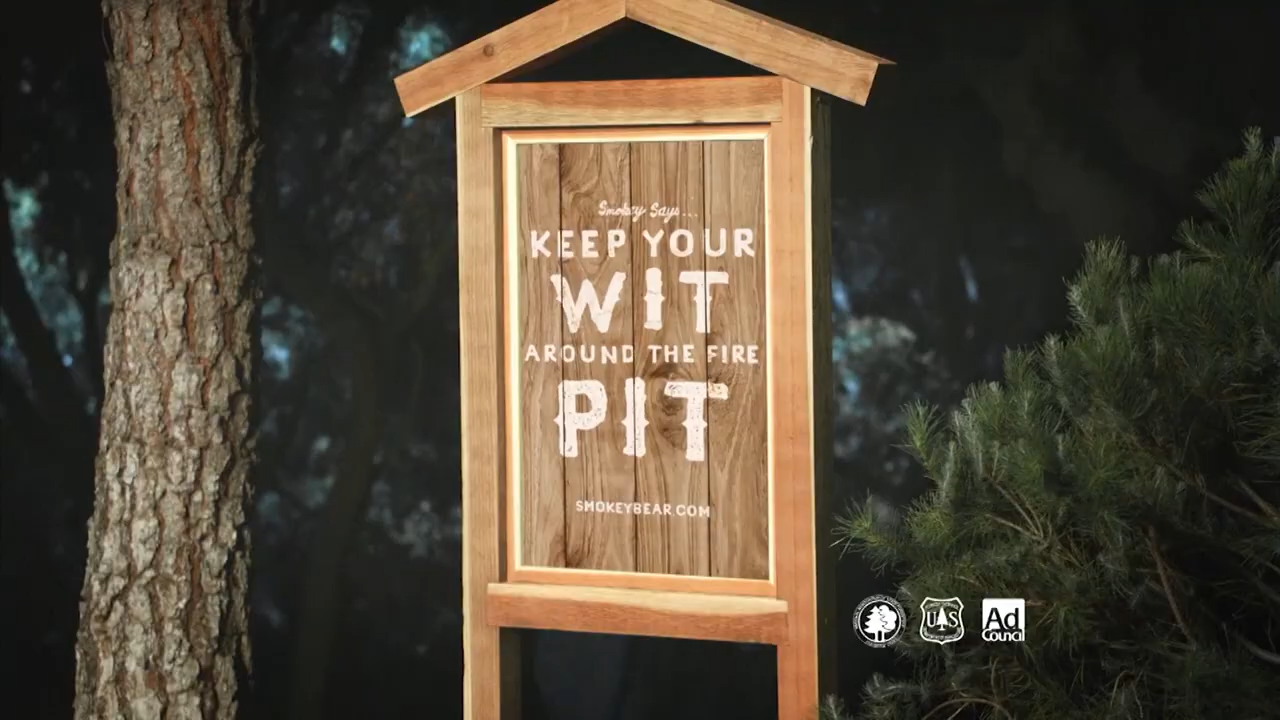 Smokey Says...
KEEP YOUR
WIT
AROUND THE FIRE
PIT
SMOKEYBEAR.COM
U S
Ad
Council